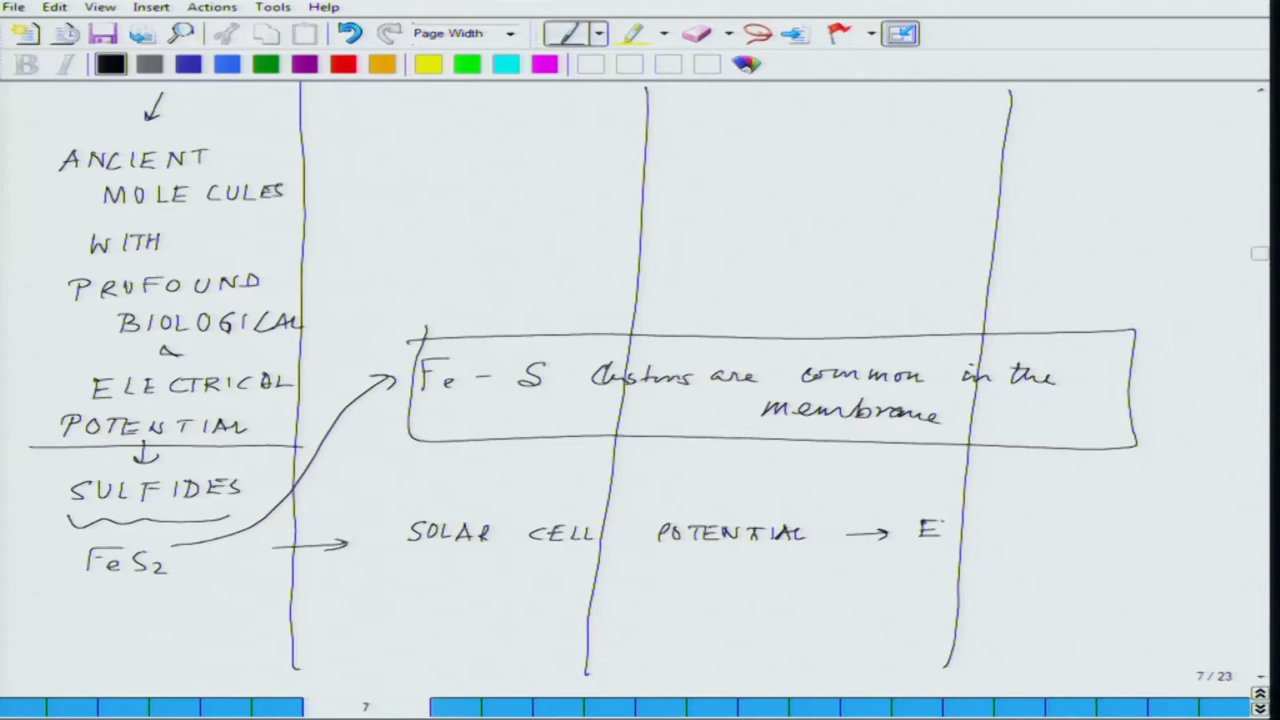 File Edit View Insert Actions Tools Help
Page Width
B I
ANCIENT
MOLECULES
WITH
PROFOUND
BIOLOGICAL
&
ELECTRICAL
POTENTIAL
SULFIDES
FeS2
Fe - S Clusters are common in the
membrane
SOLAR CELL POTENTIAL → E
7 / 23
7